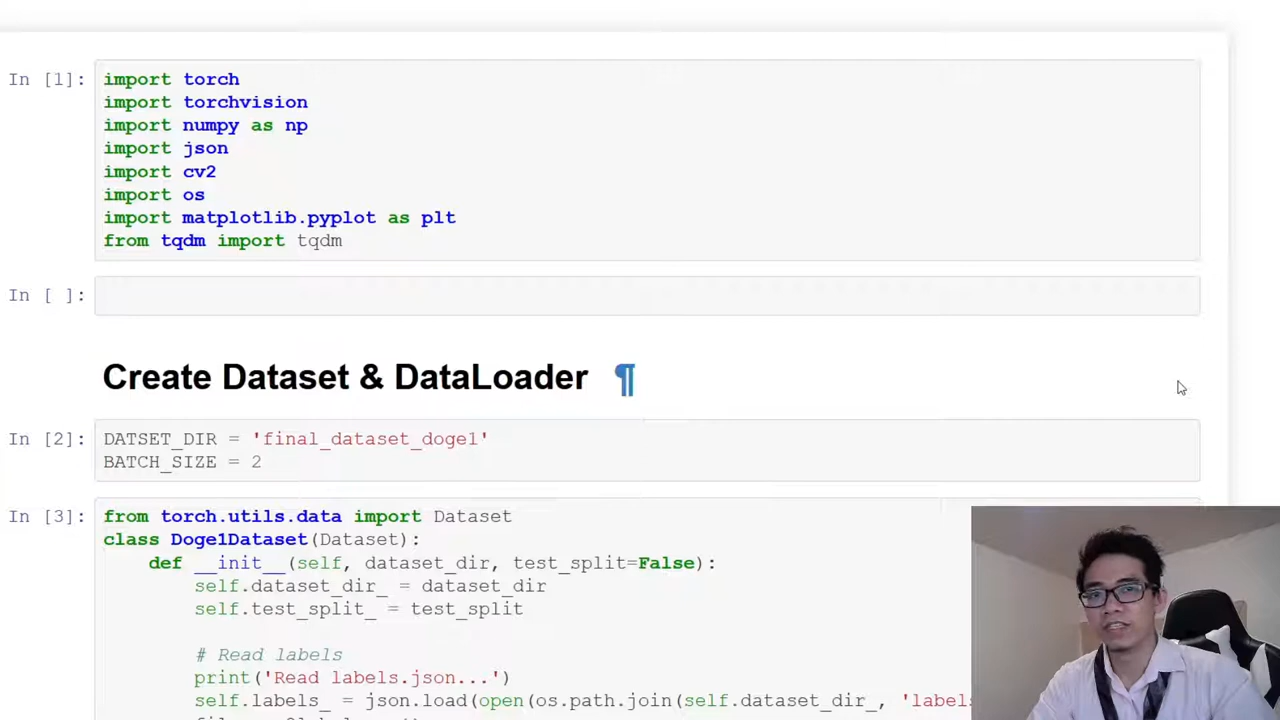 In [1]:
import torch
import torchvision
import numpy as np
import json
import cv2
import os
import matplotlib.pyplot as plt
from tqdm import tqdm
In [ ]:
Create Dataset & DataLoader ¶
In [2]:
DATSET_DIR = 'final_dataset_doge1'
BATCH_SIZE = 2
In [3]:
from torch.utils.data import Dataset
class Doge1Dataset(Dataset):
def __init__(self, dataset_dir, test_split=False):
self.dataset_dir_ = dataset_dir
self.test_split_ = test_split
# Read labels
print('Read labels.json...')
self.labels_ = json.load(open(os.path.join(self.dataset_dir_, 'labels